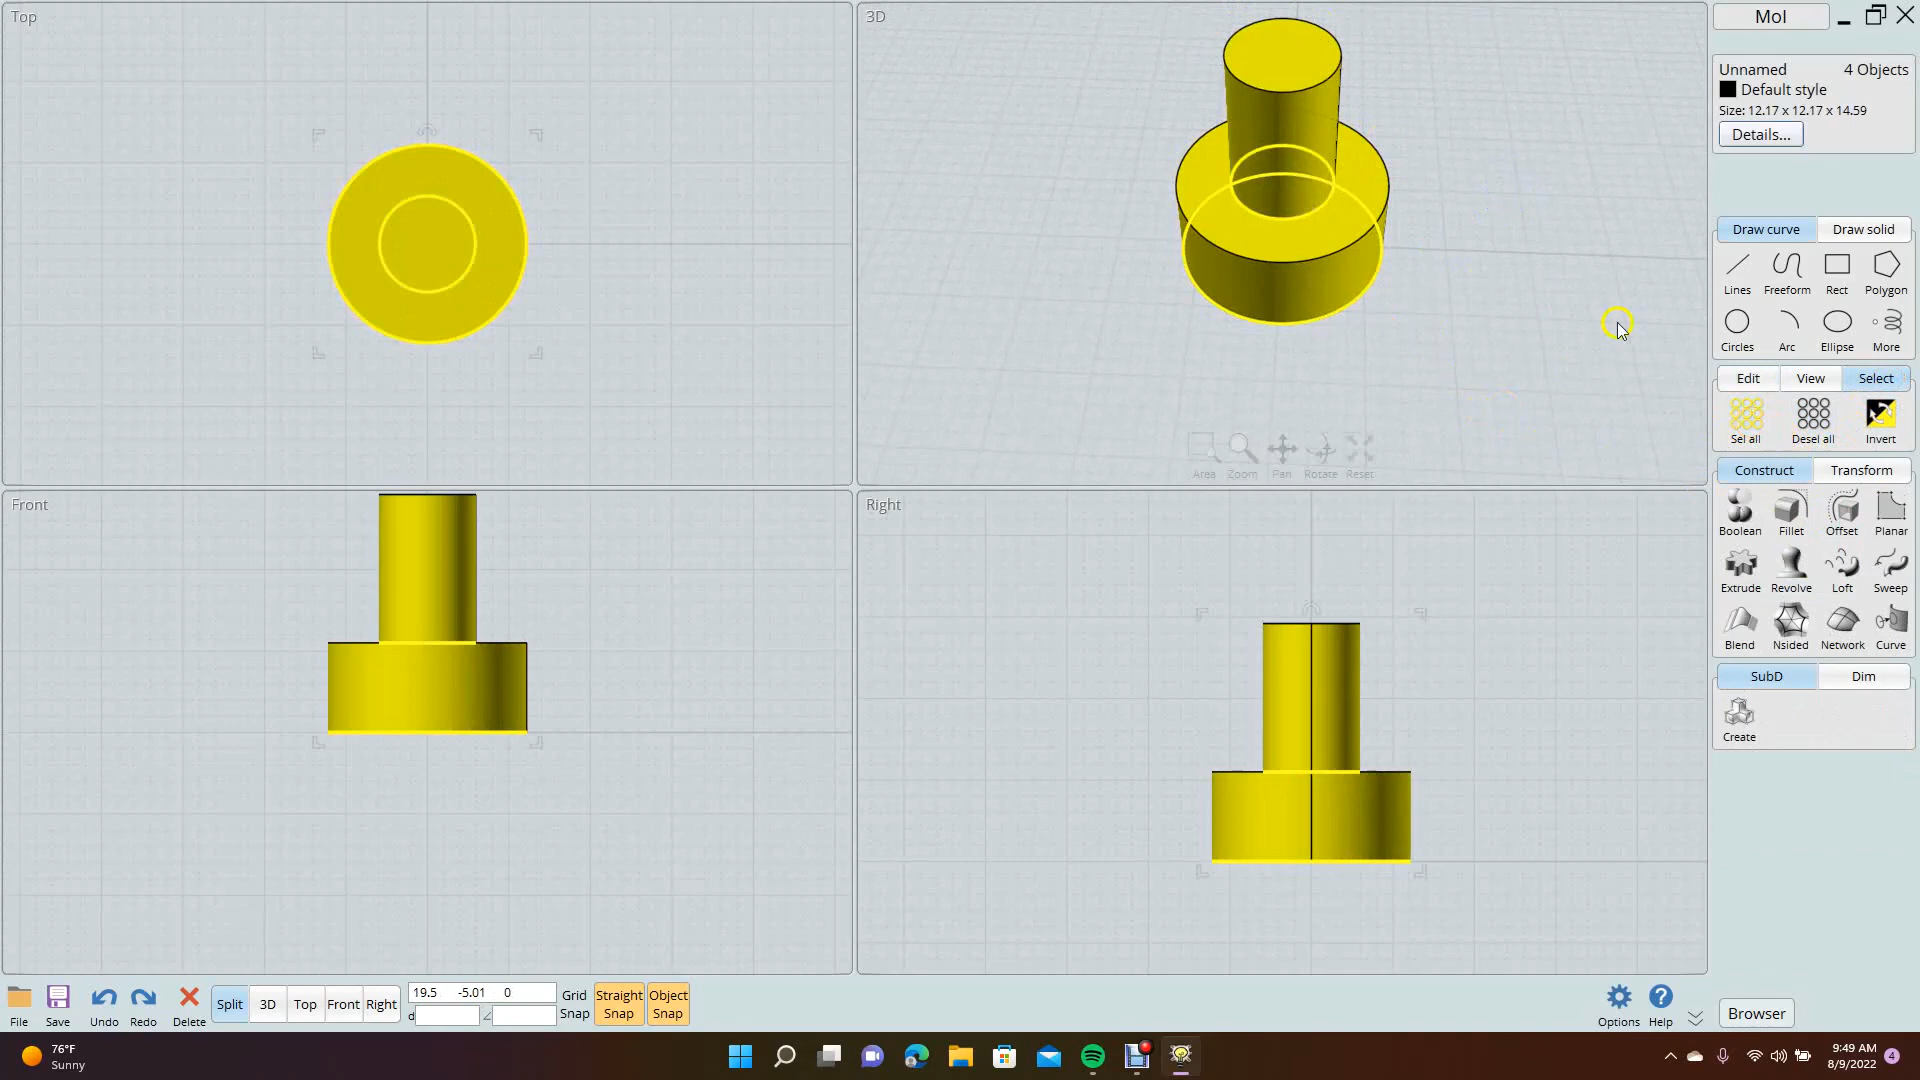 Top
3D
MoI
Unnamed 4 Objects
Default style
Size: 12.17 x 12.17 x 14.59
Details...
Draw curve Draw solid
Lines Freeform Rect Polygon
Circles Arc Ellipse More
Edit View Select
Sel all Desel all Invert
Area Zoom Pan Rotate Reset
Construct Transform
Front
Right
Boolean Fillet Offset Planar
Extrude Revolve Loft Sweep
Blend Nsided Network Curve
SubD Dim
Create
File Save Undo Redo Delete
Split 3D Top Front Right
19.5 -5.01 0
d ∠
Grid Snap
Straight Snap
Object Snap
Options Help
Browser
76°F
Sunny
9:49 AM
8/9/2022
4